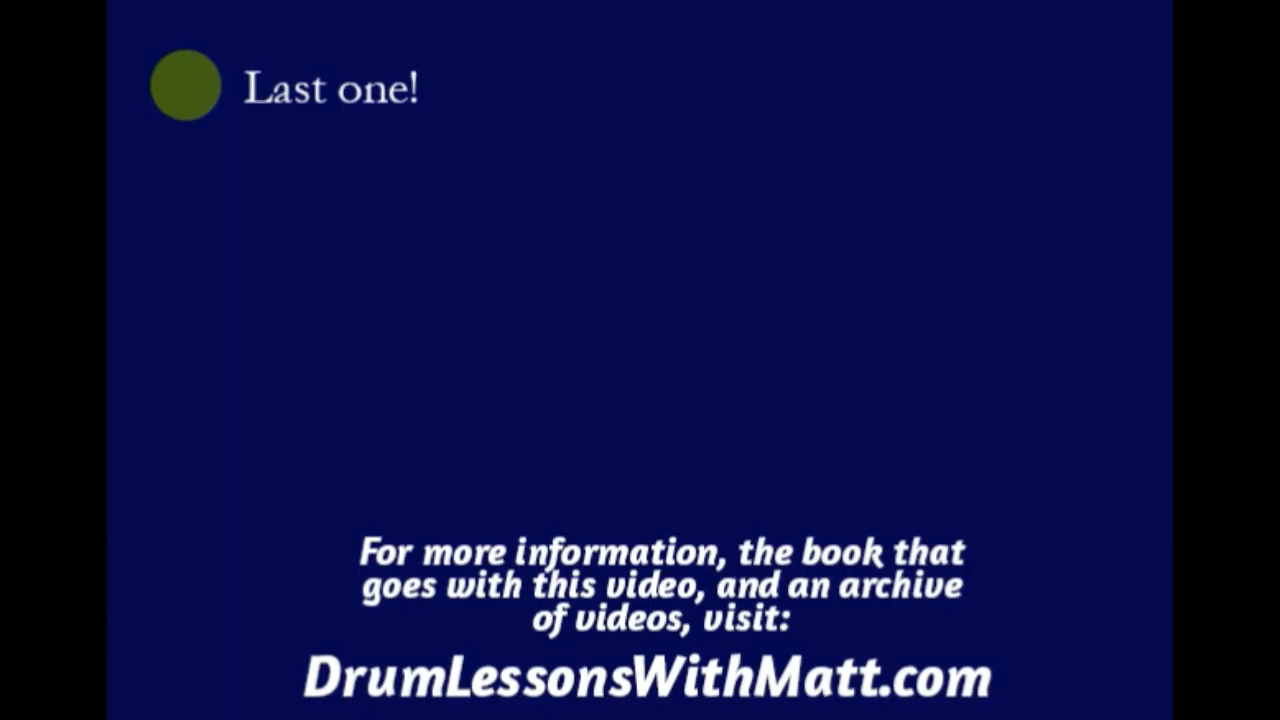 Last one!
For more information, the book that
goes with this video, and an archive
of videos, visit:
DrumLessonsWithMatt.com